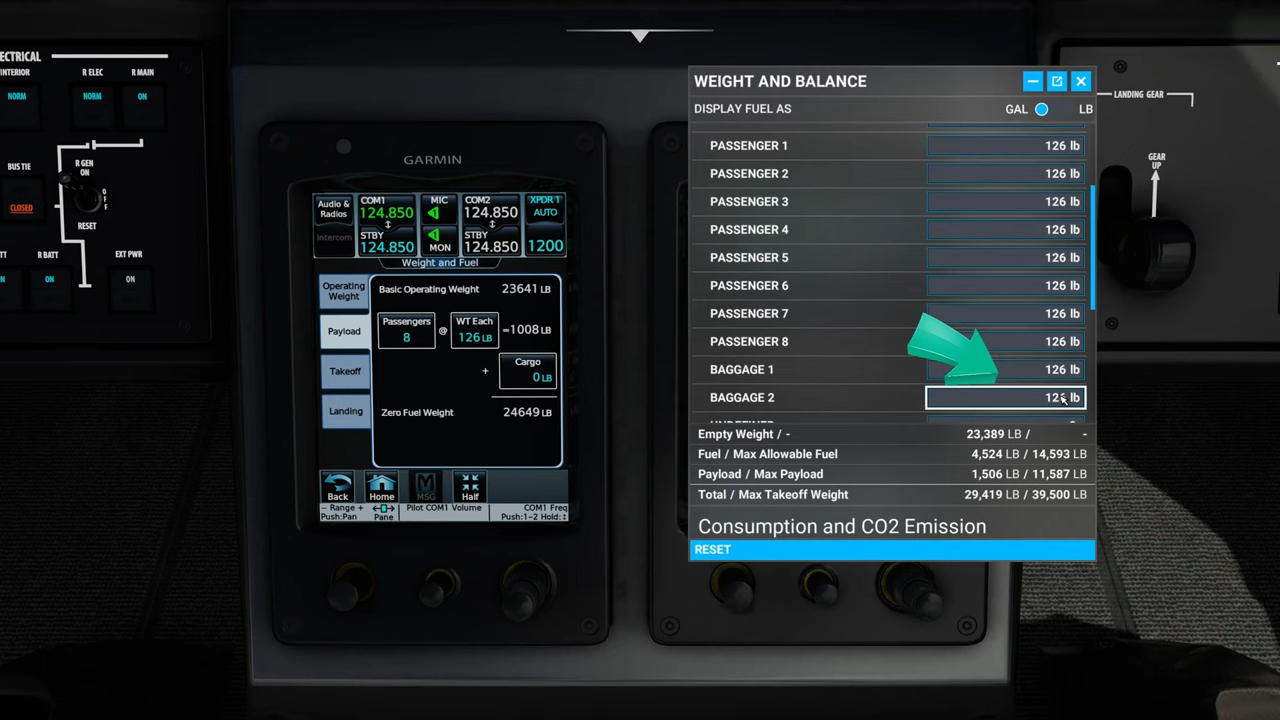 ECTRICAL
INTERIOR
R ELEC
R MAIN
NORM
NORM
ON
BUS TIE
R GEN
ON
O
F
F
CLOSED
RESET
TT
R BATT
EXT PWR
ON
ON
GARMIN
Audio & Radios
Intercom
COM1
124.850
STBY
124.850
MIC
MON
COM2
124.850
124.850
XPDR 1
AUTO
1200
Weight and Fuel
Operating Weight
Payload
Takeoff
Landing
Basic Operating Weight 23641 LB
Passengers
8
@
WT Each
126 LB
=1008 LB
+
Cargo
0 LB
Zero Fuel Weight 24649 LB
Back
Home
MSG
Half
− Range +
Push:Pan
Pane
Pilot COM1 Volume
COM1 Freq
Push:1–2 Hold:↕
WEIGHT AND BALANCE
DISPLAY FUEL AS GAL LB
PASSENGER 1 126 lb
PASSENGER 2 126 lb
PASSENGER 3 126 lb
PASSENGER 4 126 lb
PASSENGER 5 126 lb
PASSENGER 6 126 lb
PASSENGER 7 126 lb
PASSENGER 8 126 lb
BAGGAGE 1 126 lb
BAGGAGE 2 126 lb
Empty Weight / - 23,389 LB / -
Fuel / Max Allowable Fuel 4,524 LB / 14,593 LB
Payload / Max Payload 1,506 LB / 11,587 LB
Total / Max Takeoff Weight 29,419 LB / 39,500 LB
Consumption and CO2 Emission
RESET
LANDING GEAR
GEAR
UP